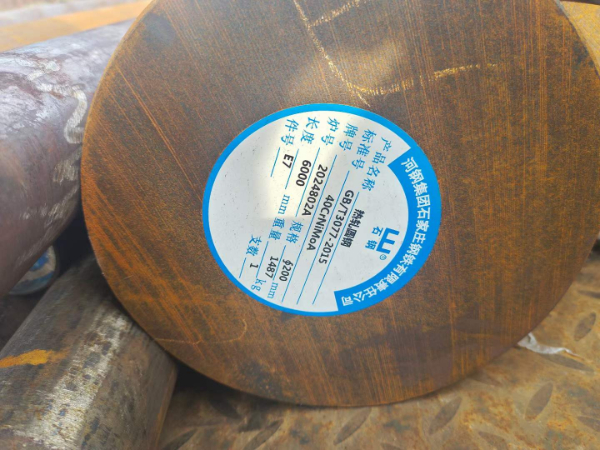 河钢集团石家庄钢铁有限责任公司
石钢®
产品名称 热轧圆钢
标准号 GB/T3077-2015
牌号 40CrNiMoA
炉号 2024802A 规格 ϕ200 mm
长度 6000 mm 重量 1487 kg
件号 E7 支数 1